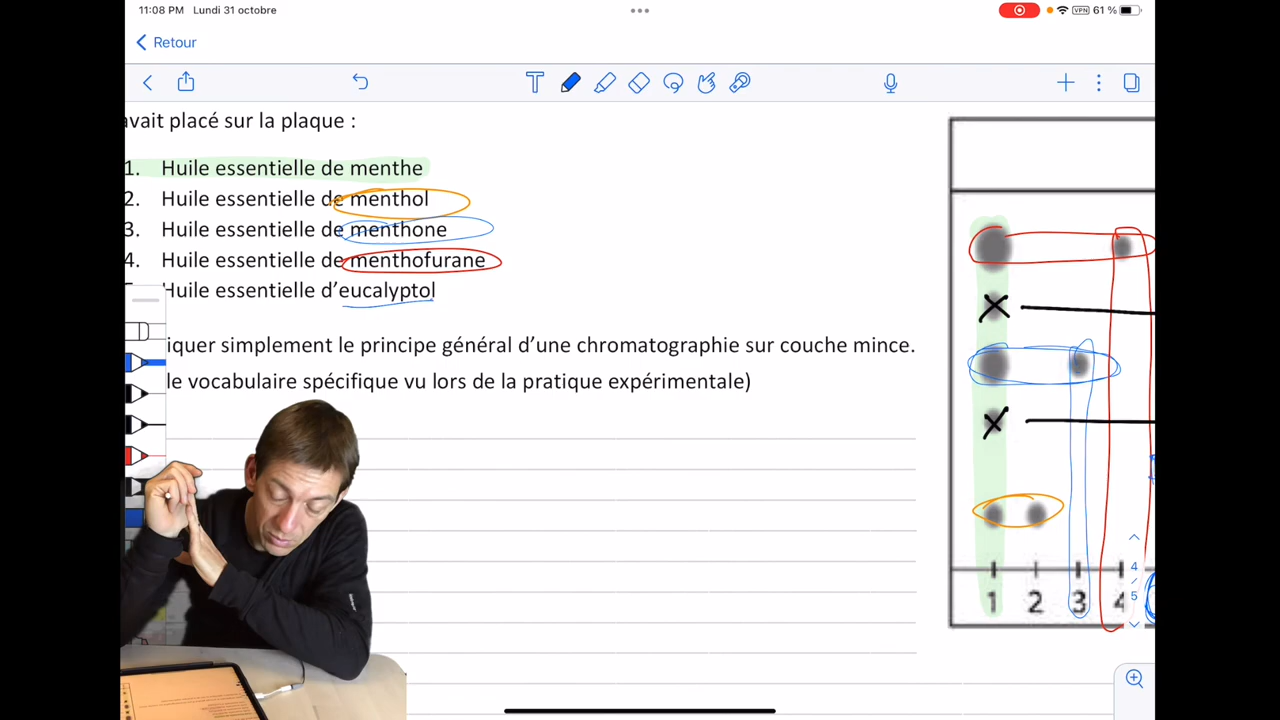 11:08 PM Lundi 31 octobre
61 %
VPN
Retour
avait placé sur la plaque :
1. Huile essentielle de menthe
2. Huile essentielle de menthol
3. Huile essentielle de menthone
4. Huile essentielle de menthofurane
Huile essentielle d’eucalyptol
iquer simplement le principe général d’une chromatographie sur couche mince.
le vocabulaire spécifique vu lors de la pratique expérimentale)
1 2 3 4
4
5